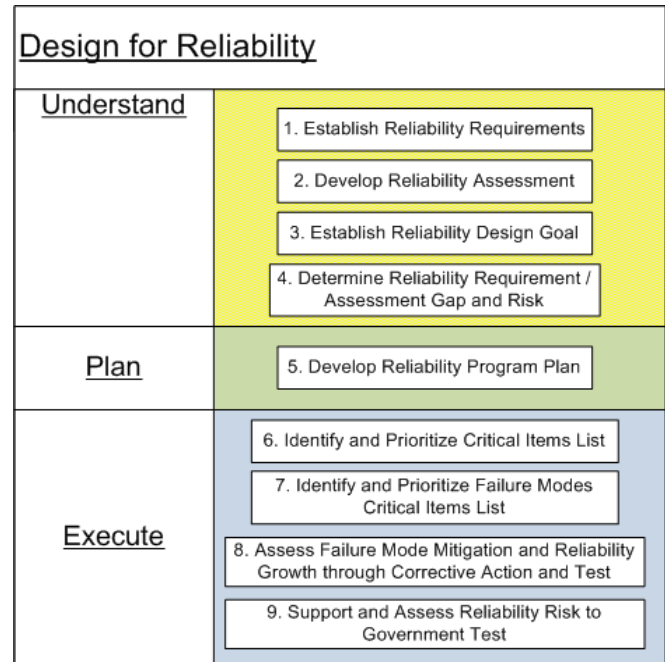 Design for Reliability
Understand
1. Establish Reliability Requirements
2. Develop Reliability Assessment
3. Establish Reliability Design Goal
4. Determine Reliability Requirement /
Assessment Gap and Risk
Plan
5. Develop Reliability Program Plan
Execute
6. Identify and Prioritize Critical Items List
7. Identify and Prioritize Failure Modes
Critical Items List
8. Assess Failure Mode Mitigation and Reliability
Growth through Corrective Action and Test
9. Support and Assess Reliability Risk to
Government Test